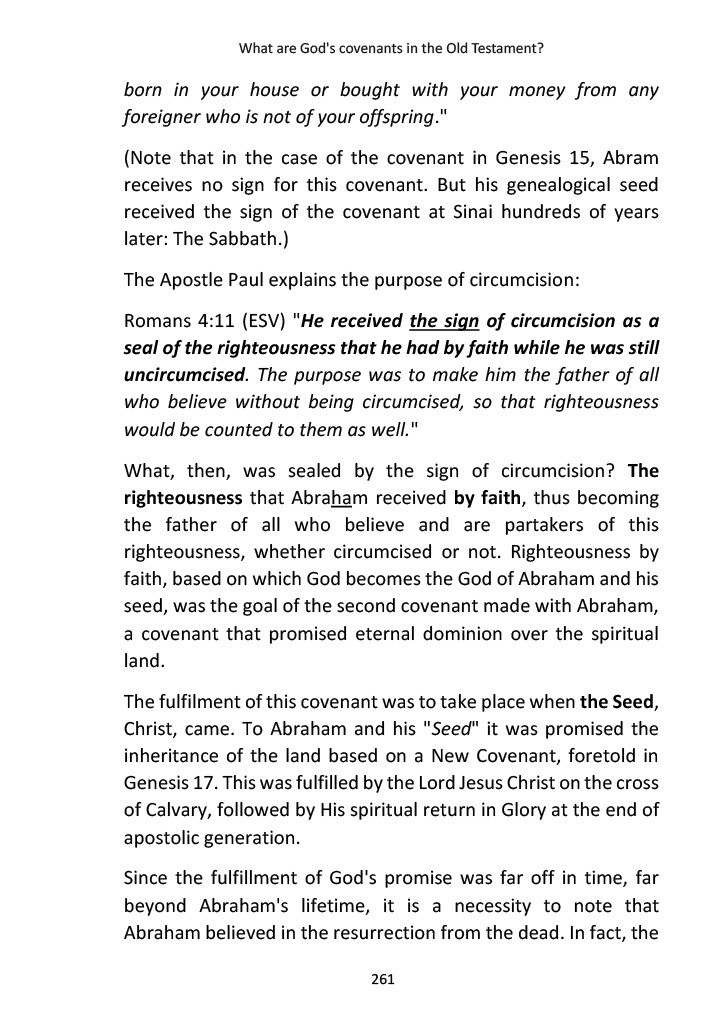 What are God's covenants in the Old Testament?
born in your house or bought with your money from any
foreigner who is not of your offspring."
(Note that in the case of the covenant in Genesis 15, Abram
receives no sign for this covenant. But his genealogical seed
received the sign of the covenant at Sinai hundreds of years
later: The Sabbath.)
The Apostle Paul explains the purpose of circumcision:
Romans 4:11 (ESV) "He received the sign of circumcision as a
seal of the righteousness that he had by faith while he was still
uncircumcised. The purpose was to make him the father of all
who believe without being circumcised, so that righteousness
would be counted to them as well."
What, then, was sealed by the sign of circumcision? The
righteousness that Abraham received by faith, thus becoming
the father of all who believe and are partakers of this
righteousness, whether circumcised or not. Righteousness by
faith, based on which God becomes the God of Abraham and his
seed, was the goal of the second covenant made with Abraham,
a covenant that promised eternal dominion over the spiritual
land.
The fulfilment of this covenant was to take place when the Seed,
Christ, came. To Abraham and his "Seed" it was promised the
inheritance of the land based on a New Covenant, foretold in
Genesis 17. This was fulfilled by the Lord Jesus Christ on the cross
of Calvary, followed by His spiritual return in Glory at the end of
apostolic generation.
Since the fulfillment of God's promise was far off in time, far
beyond Abraham's lifetime, it is a necessity to note that
Abraham believed in the resurrection from the dead. In fact, the
261